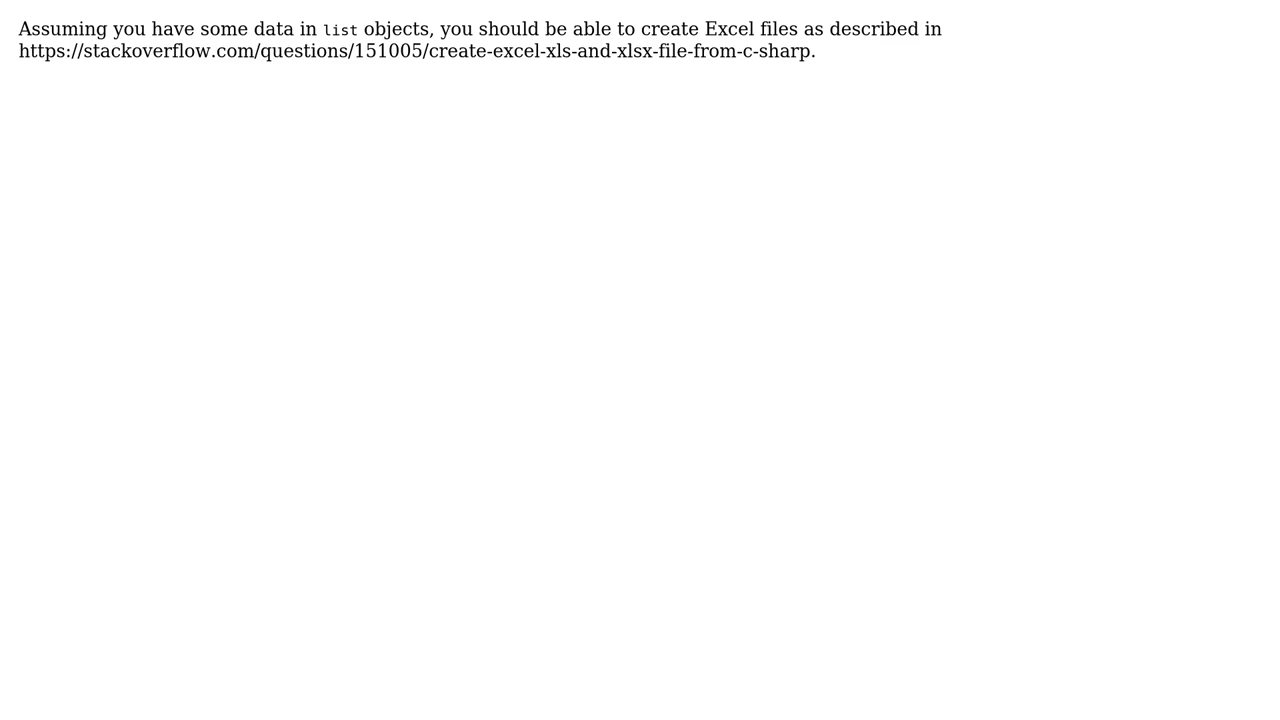 Assuming you have some data in list objects, you should be able to create Excel files as described in
https://stackoverflow.com/questions/151005/create-excel-xls-and-xlsx-file-from-c-sharp.